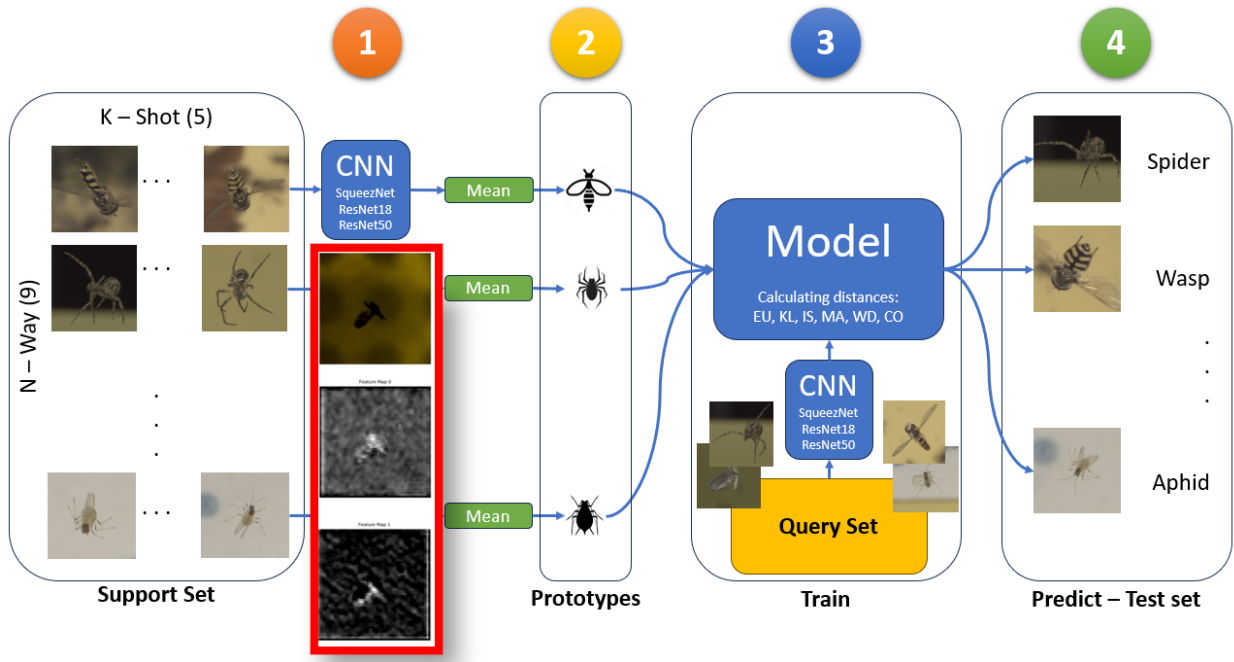 1
2
3
4
K – Shot (5)
N – Way (9)
. . .
. . .
. . .
CNN
SqueezNet
ResNet18
ResNet50
Mean
Mean
Mean
Feature Map 0
Feature Map 1
Model
Calculating distances:
EU, KL, IS, MA, WD, CO
CNN
SqueezNet
ResNet18
ResNet50
Query Set
Spider
Wasp
Aphid
Support Set
Prototypes
Train
Predict – Test set